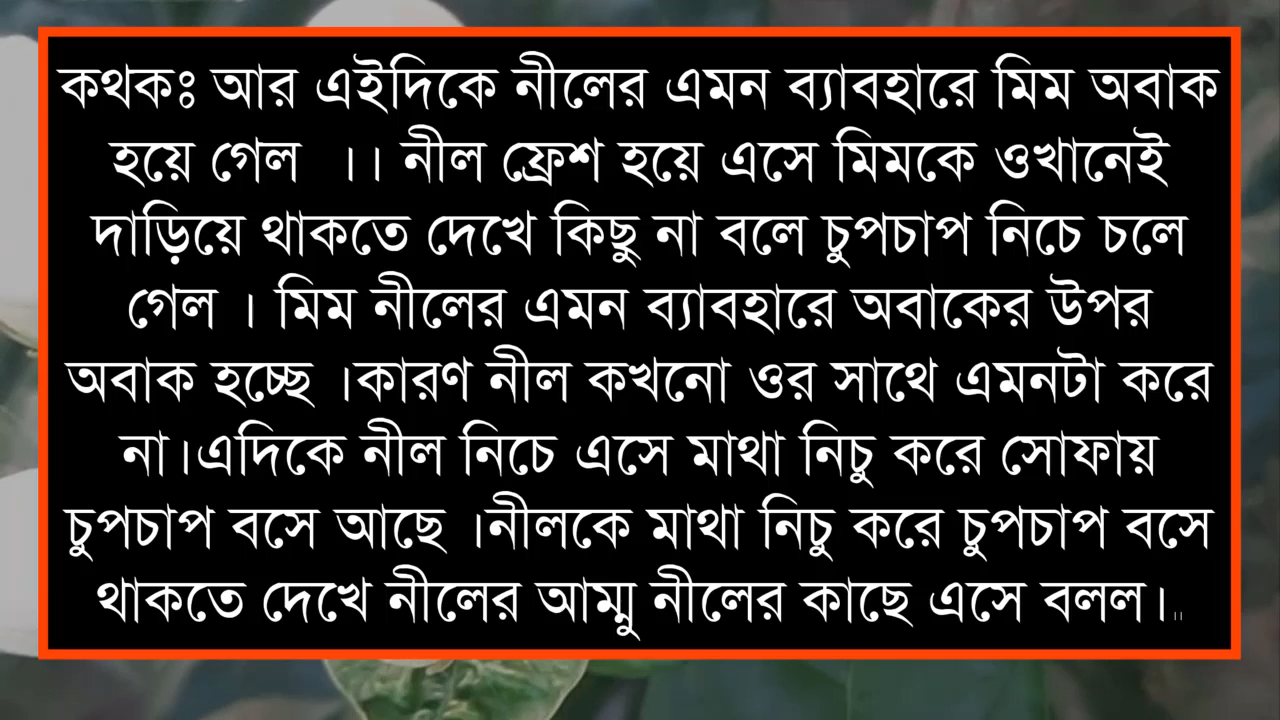 কথকঃ আর এইদিকে নীলের এমন ব্যাবহারে মিম অবাক
হয়ে গেল ।। নীল ফ্রেশ হয়ে এসে মিমকে ওখানেই
দাড়িয়ে থাকতে দেখে কিছু না বলে চুপচাপ নিচে চলে
গেল । মিম নীলের এমন ব্যাবহারে অবাকের উপর
অবাক হচ্ছে ।কারণ নীল কখনো ওর সাথে এমনটা করে
না।এদিকে নীল নিচে এসে মাথা নিচু করে সোফায়
চুপচাপ বসে আছে ।নীলকে মাথা নিচু করে চুপচাপ বসে
থাকতে দেখে নীলের আম্মু নীলের কাছে এসে বলল।।।